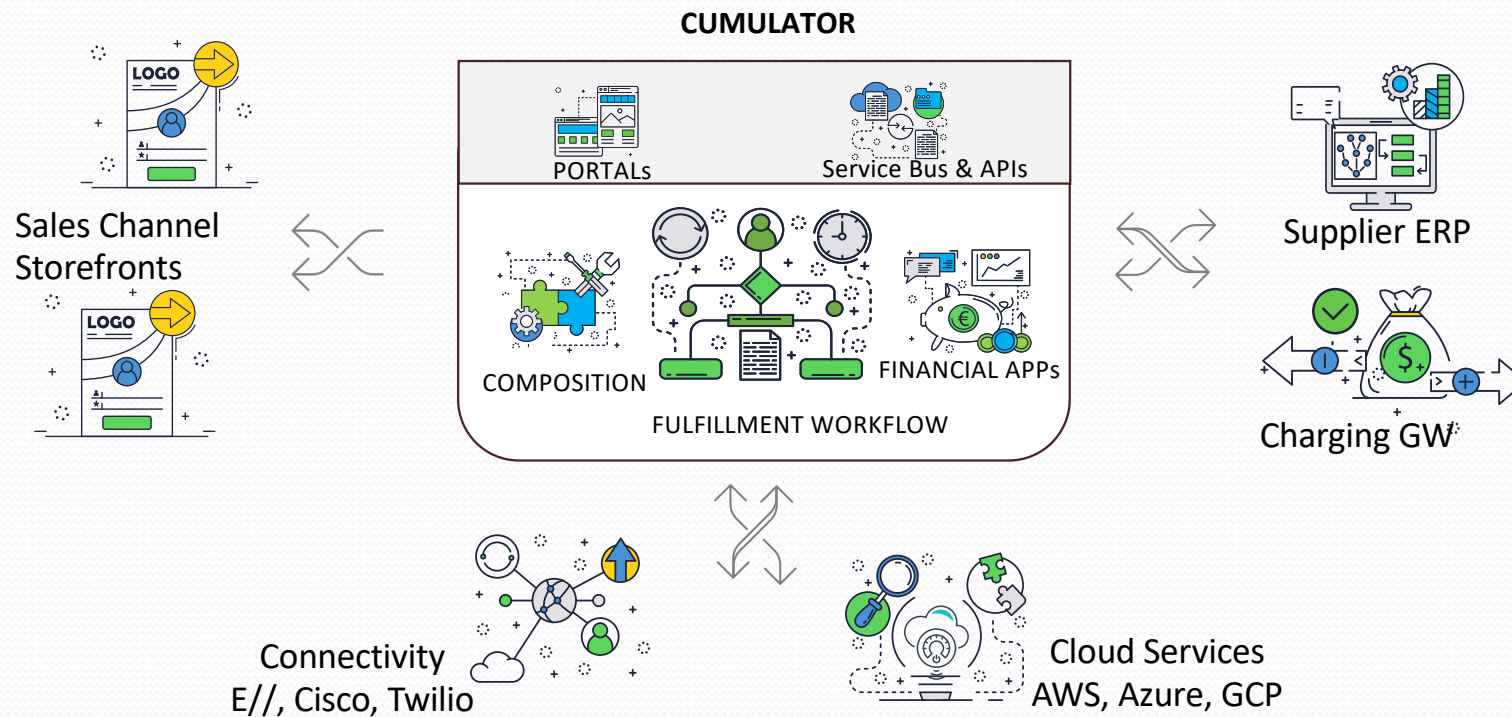 CUMULATOR
LOGO
PORTALs
Service Bus & APIs
Sales Channel
Storefronts
LOGO
COMPOSITION
€
FINANCIAL APPs
FULFILLMENT WORKFLOW
Supplier ERP
$
Charging GW
Connectivity
E//, Cisco, Twilio
Cloud Services
AWS, Azure, GCP